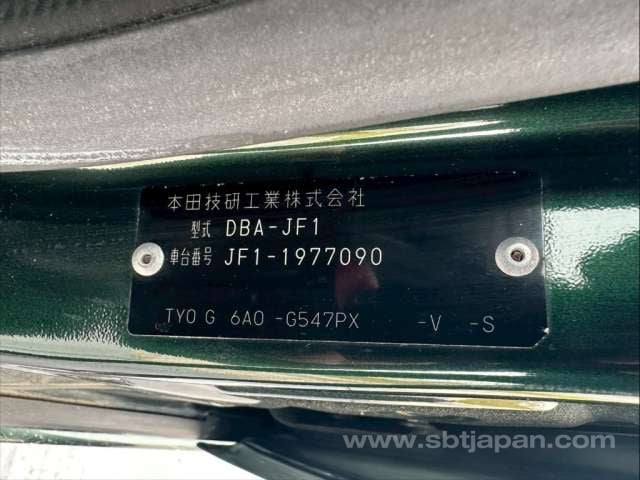 本田技研工業株式会社
型式 DBA-JF1
車台番号 JF1-1977090
TYO G 6A0 -G547PX -V -S
www.sbtjapan.com